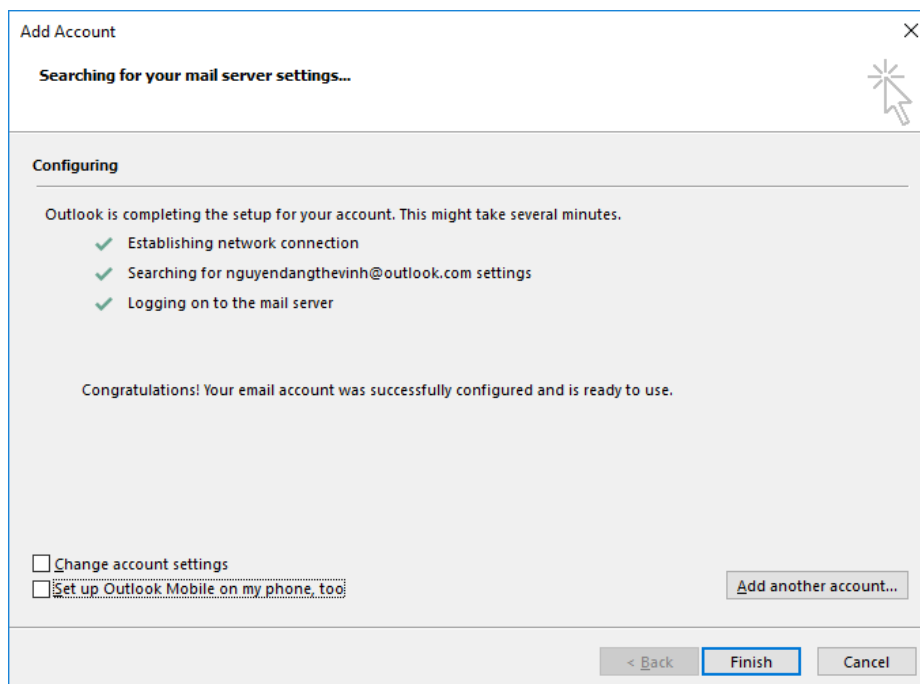 Add Account
Searching for your mail server settings...
Configuring
Outlook is completing the setup for your account. This might take several minutes.
Establishing network connection
Searching for nguyendangthevinh@outlook.com settings
Logging on to the mail server
Congratulations! Your email account was successfully configured and is ready to use.
Change account settings
Set up Outlook Mobile on my phone, too
Add another account...
< Back
Finish
Cancel